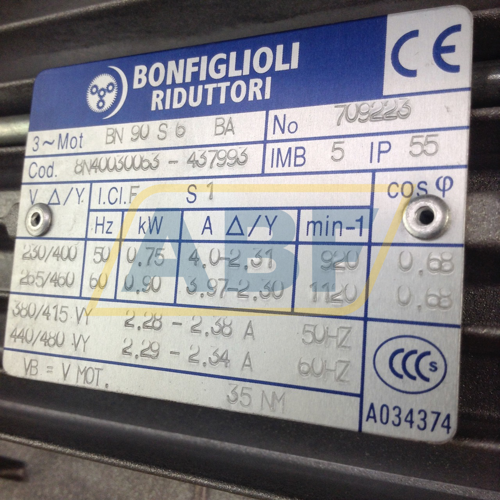 BONFIGLIOLI
RIDUTTORI
CE
3~Mot BN 90 S 6 BA No 709223
Cod. 8N40030063 - 437993 IMB 5 IP 55
V Δ/Y I.Cl.F S 1 cos φ
Hz kW A Δ/Y min-1
230/400 50 0.75 4.0-2.31 920 0.68
265/460 60 0.90 3.97-2.30 1120 0.68
380/415 VY 2.28 - 2.38 A 50HZ
440/480 VY 2.29 - 2.34 A 60HZ
VB = V MOT. 35 NM
CCC S
A034374
ABF